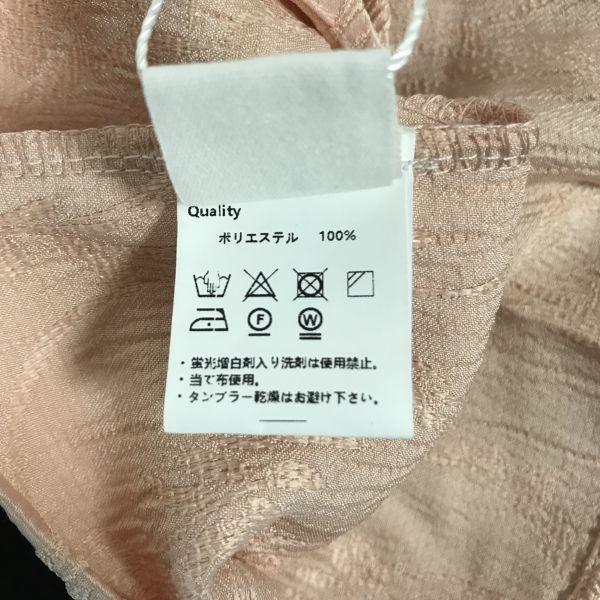 Quality
ポリエステル 100%
F W
・蛍光増白剤入り洗剤は使用禁止。
・当て布使用。
・タンブラー乾燥はお避け下さい。